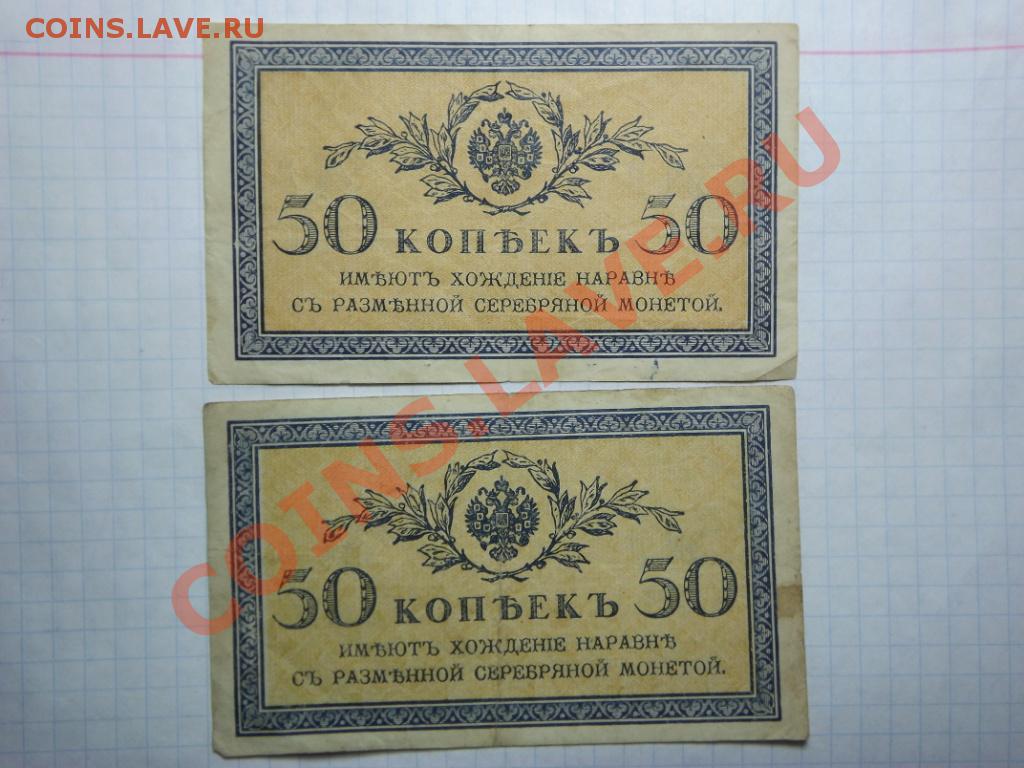 COINS.LAVE.RU
50 КОПѢЕКЪ 50
ИМѢЮТЪ ХОЖДЕНІЕ НАРАВНѢ
СЪ РАЗМѢННОЙ СЕРЕБРЯНОЙ МОНЕТОЙ.
50 КОПѢЕКЪ 50
ИМѢЮТЪ ХОЖДЕНІЕ НАРАВНѢ
СЪ РАЗМѢННОЙ СЕРЕБРЯНОЙ МОНЕТОЙ.
COINS.LAVE.RU